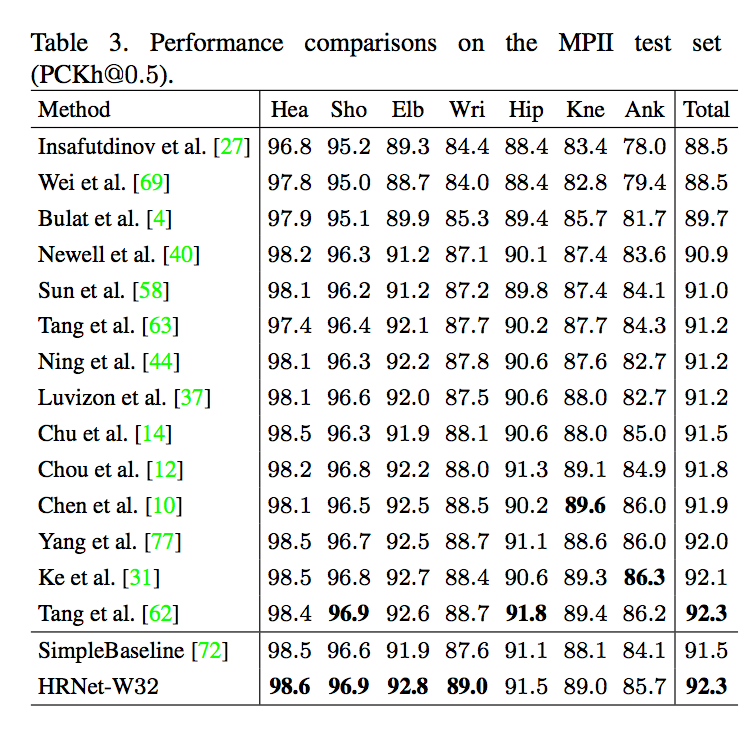 Table 3. Performance comparisons on the MPII test set
(PCKh@0.5).
Method Hea Sho Elb Wri Hip Kne Ank Total
Insafutdinov et al. [27] 96.8 95.2 89.3 84.4 88.4 83.4 78.0 88.5
Wei et al. [69] 97.8 95.0 88.7 84.0 88.4 82.8 79.4 88.5
Bulat et al. [4] 97.9 95.1 89.9 85.3 89.4 85.7 81.7 89.7
Newell et al. [40] 98.2 96.3 91.2 87.1 90.1 87.4 83.6 90.9
Sun et al. [58] 98.1 96.2 91.2 87.2 89.8 87.4 84.1 91.0
Tang et al. [63] 97.4 96.4 92.1 87.7 90.2 87.7 84.3 91.2
Ning et al. [44] 98.1 96.3 92.2 87.8 90.6 87.6 82.7 91.2
Luvizon et al. [37] 98.1 96.6 92.0 87.5 90.6 88.0 82.7 91.2
Chu et al. [14] 98.5 96.3 91.9 88.1 90.6 88.0 85.0 91.5
Chou et al. [12] 98.2 96.8 92.2 88.0 91.3 89.1 84.9 91.8
Chen et al. [10] 98.1 96.5 92.5 88.5 90.2 89.6 86.0 91.9
Yang et al. [77] 98.5 96.7 92.5 88.7 91.1 88.6 86.0 92.0
Ke et al. [31] 98.5 96.8 92.7 88.4 90.6 89.3 86.3 92.1
Tang et al. [62] 98.4 96.9 92.6 88.7 91.8 89.4 86.2 92.3
SimpleBaseline [72] 98.5 96.6 91.9 87.6 91.1 88.1 84.1 91.5
HRNet-W32 98.6 96.9 92.8 89.0 91.5 89.0 85.7 92.3